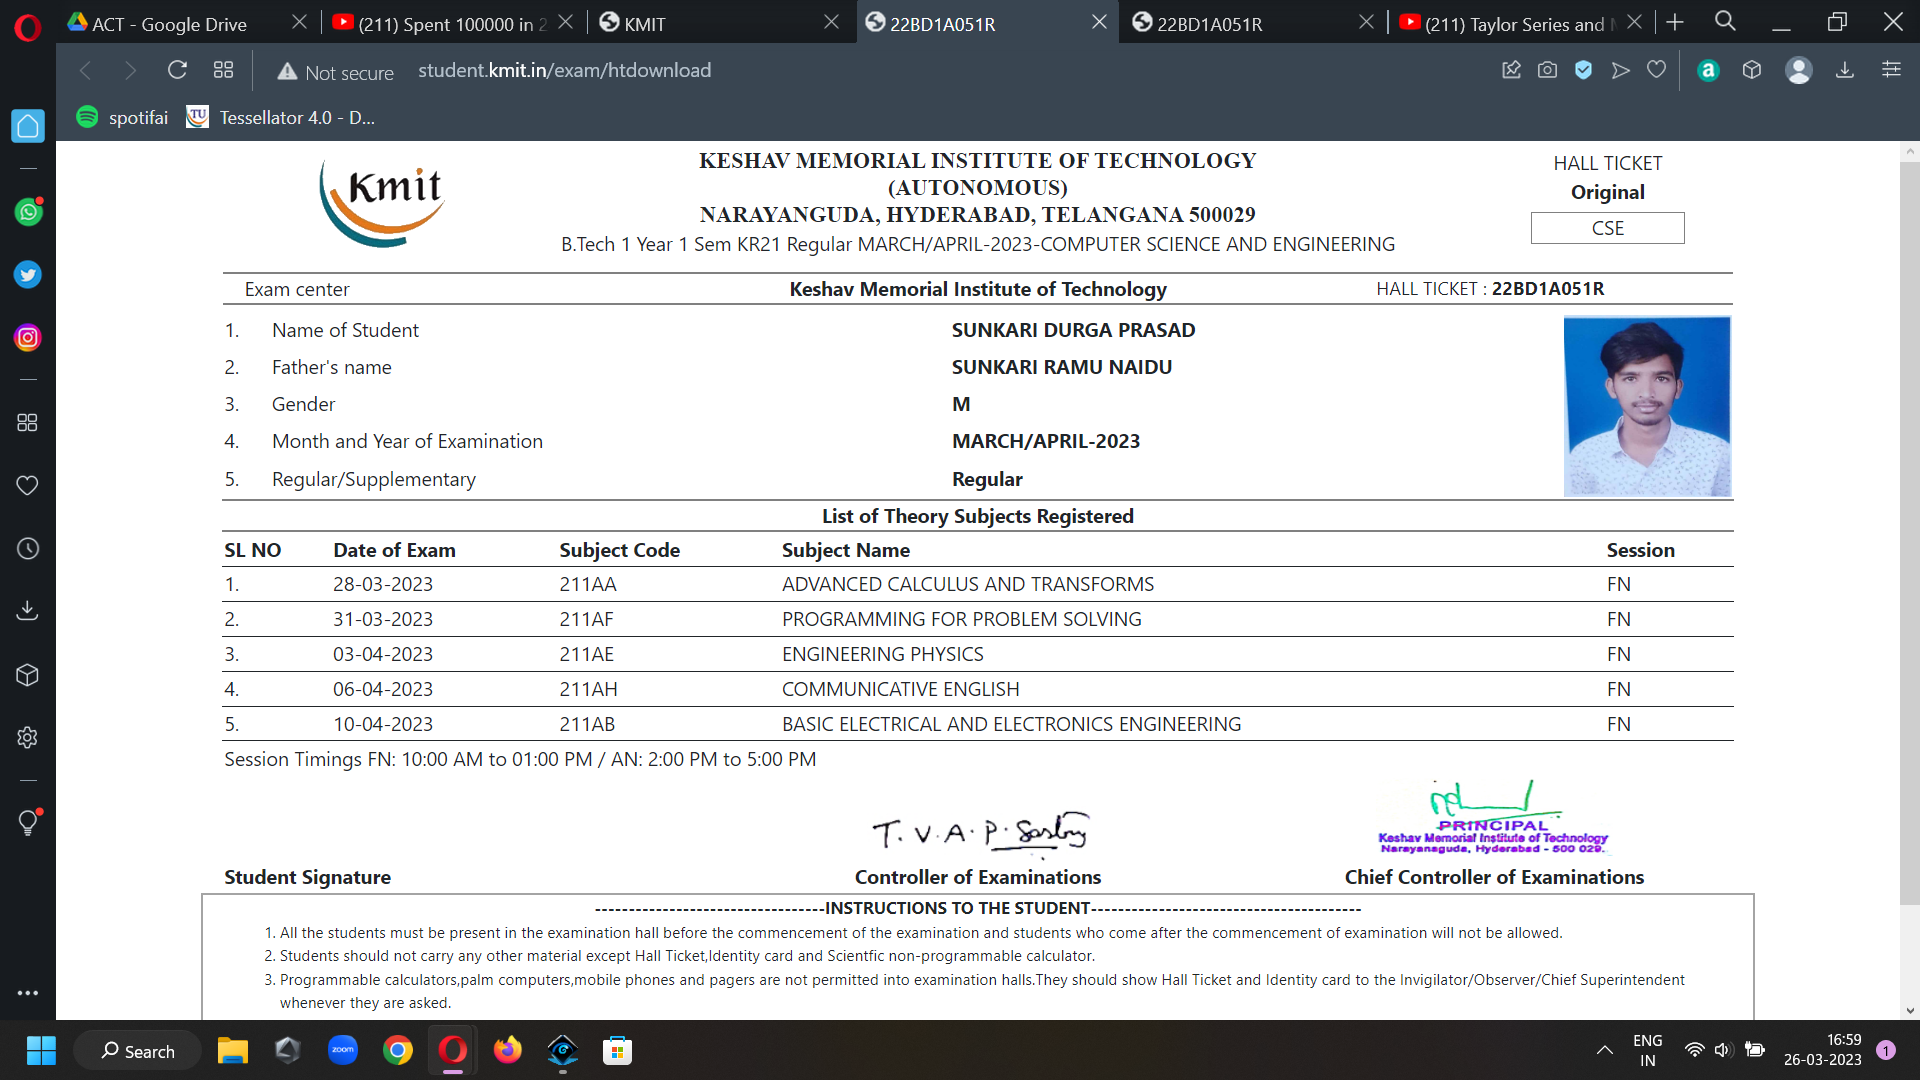 ACT - Google Drive
(211) Spent 100000 in 2
KMIT
22BD1A051R
22BD1A051R
(211) Taylor Series and M
Not secure
student.kmit.in/exam/htdownload
spotifai
TU
Tessellator 4.0 - D...
Kmit
KESHAV MEMORIAL INSTITUTE OF TECHNOLOGY
(AUTONOMOUS)
NARAYANGUDA, HYDERABAD, TELANGANA 500029
B.Tech 1 Year 1 Sem KR21 Regular MARCH/APRIL-2023-COMPUTER SCIENCE AND ENGINEERING
HALL TICKET
Original
CSE
Exam center Keshav Memorial Institute of Technology HALL TICKET : 22BD1A051R
1. Name of Student SUNKARI DURGA PRASAD
2. Father's name SUNKARI RAMU NAIDU
3. Gender M
4. Month and Year of Examination MARCH/APRIL-2023
5. Regular/Supplementary Regular
List of Theory Subjects Registered
SL NO Date of Exam Subject Code Subject Name Session
1. 28-03-2023 211AA ADVANCED CALCULUS AND TRANSFORMS FN
2. 31-03-2023 211AF PROGRAMMING FOR PROBLEM SOLVING FN
3. 03-04-2023 211AE ENGINEERING PHYSICS FN
4. 06-04-2023 211AH COMMUNICATIVE ENGLISH FN
5. 10-04-2023 211AB BASIC ELECTRICAL AND ELECTRONICS ENGINEERING FN
Session Timings FN: 10:00 AM to 01:00 PM / AN: 2:00 PM to 5:00 PM
T.V.A.P. Sastry
PRINCIPAL
Keshav Memorial Institute of Technology
Narayanaguda, Hyderabad - 500 029.
Student Signature Controller of Examinations Chief Controller of Examinations
----------------------------------INSTRUCTIONS TO THE STUDENT----------------------------------------
1. All the students must be present in the examination hall before the commencement of the examination and students who come after the commencement of examination will not be allowed.
2. Students should not carry any other material except Hall Ticket,Identity card and Scientfic non-programmable calculator.
3. Programmable calculators,palm computers,mobile phones and pagers are not permitted into examination halls.They should show Hall Ticket and Identity card to the Invigilator/Observer/Chief Superintendent
whenever they are asked.
Search
zoom
ENG
IN
16:59
26-03-2023
1